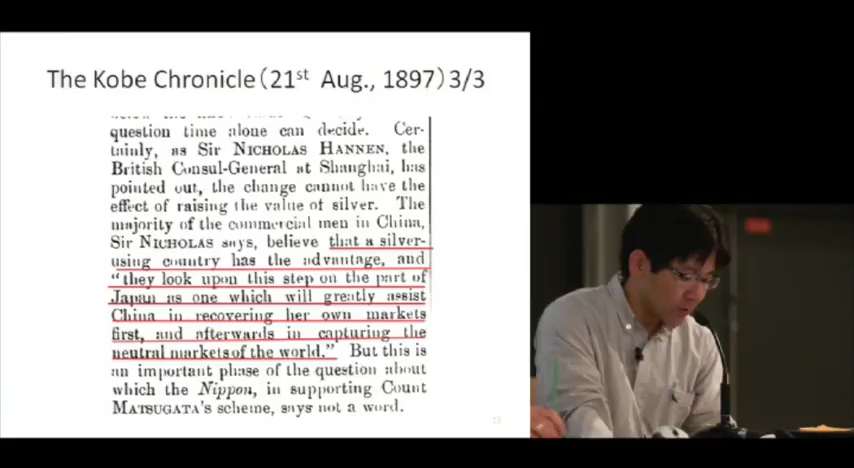 The Kobe Chronicle(21st Aug., 1897)3/3
question time alone can decide. Cer-
tainly, as Sir NICHOLAS HANNEN, the
British Consul-General at Shanghai, has
pointed out, the change cannot have the
effect of raising the value of silver. The
majority of the commercial men in China,
Sir NICHOLAS says, believe that a silver-
using country has the advantage, and
“they look upon this step on the part of
Japan as one which will greatly assist
China in recovering her own markets
first, and afterwards in capturing the
neutral markets of the world.” But this is
an important phase of the question about
which the Nippon, in supporting Count
MATSUGATA's scheme, says not a word.